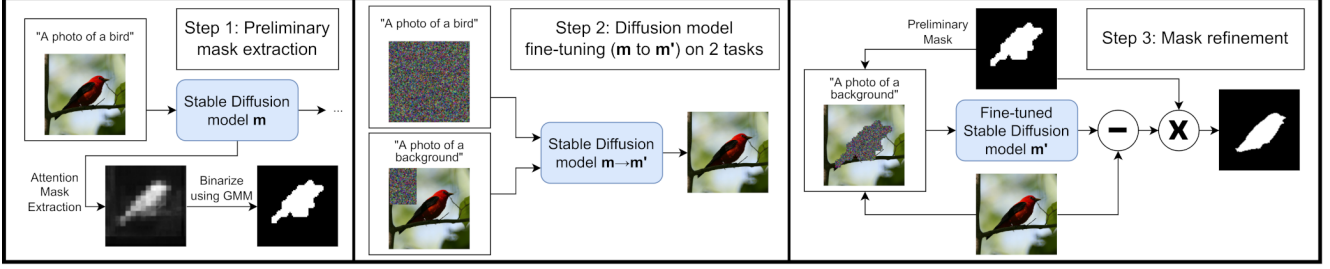 Step 1: Preliminary
mask extraction
"A photo of a bird"
Stable Diffusion
model m
...
Attention
Mask
Extraction
Binarize
using GMM
Step 2: Diffusion model
fine-tuning (m to m') on 2 tasks
"A photo of a bird"
"A photo of a
background"
Stable Diffusion
model m→m'
Step 3: Mask refinement
Preliminary
Mask
"A photo of a
background"
Fine-tuned
Stable Diffusion
model m'
−
X